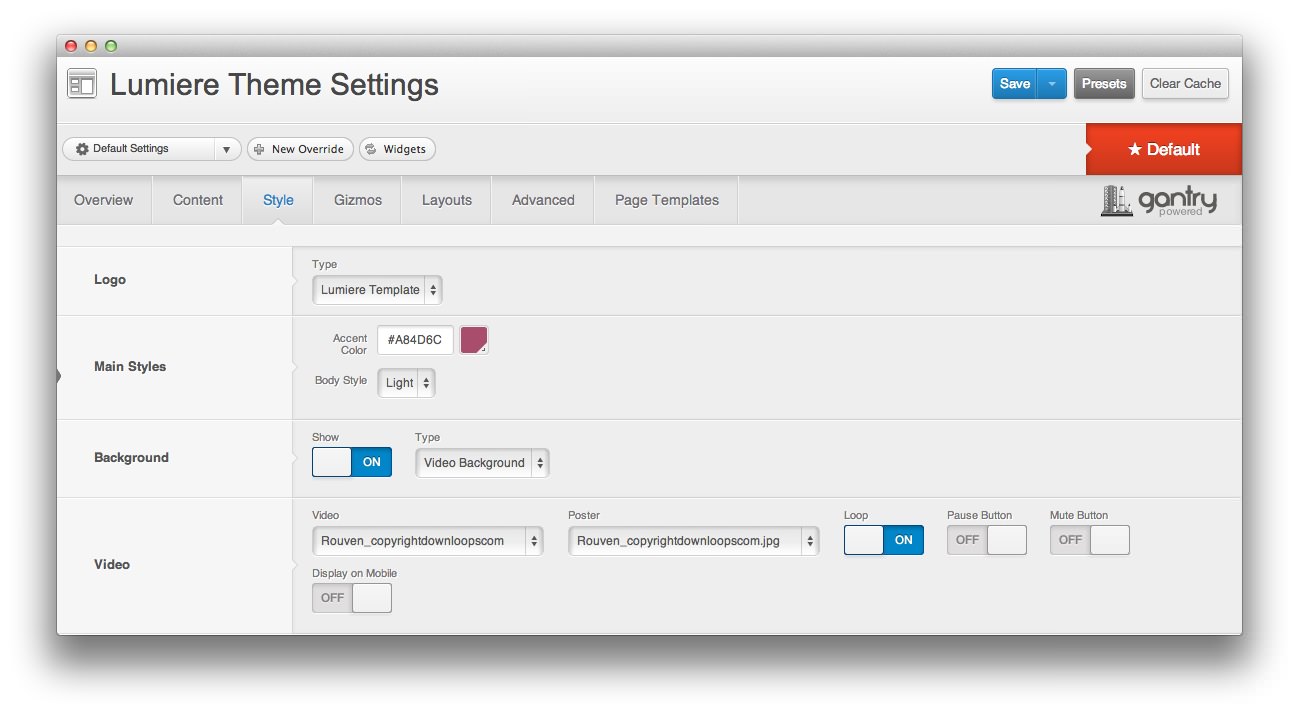 Lumiere Theme Settings
Save
Presets
Clear Cache
Default Settings
New Override
Widgets
★ Default
Overview
Content
Style
Gizmos
Layouts
Advanced
Page Templates
gantry
powered
Logo
Type
Lumiere Template
Main Styles
Accent
Color
#A84D6C
Body Style
Light
Background
Show
Type
ON
Video Background
Video
Video
Poster
Loop
Pause Button
Mute Button
Rouven_copyrightdownloopscom
Rouven_copyrightdownloopscom.jpg
ON
OFF
OFF
Display on Mobile
OFF